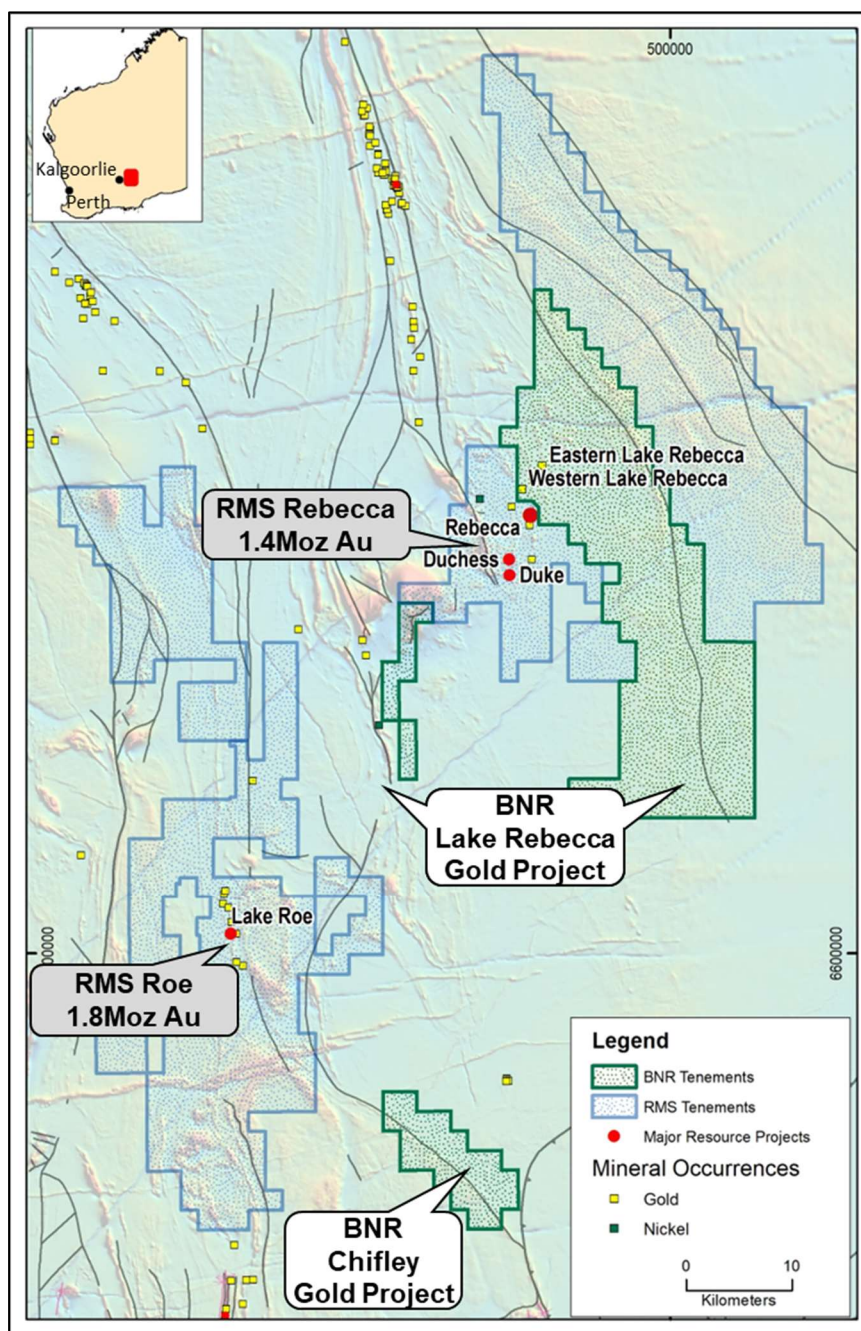 500000
Kalgoorlie
Perth
Eastern Lake Rebecca
Western Lake Rebecca
RMS Rebecca
1.4Moz Au
Rebecca
Duchess
Duke
BNR
Lake Rebecca
Gold Project
Lake Roe
6600000
RMS Roe
1.8Moz Au
BNR
Chifley
Gold Project
Legend
BNR Tenements
RMS Tenements
Major Resource Projects
Mineral Occurrences
Gold
Nickel
0 10
Kilometers